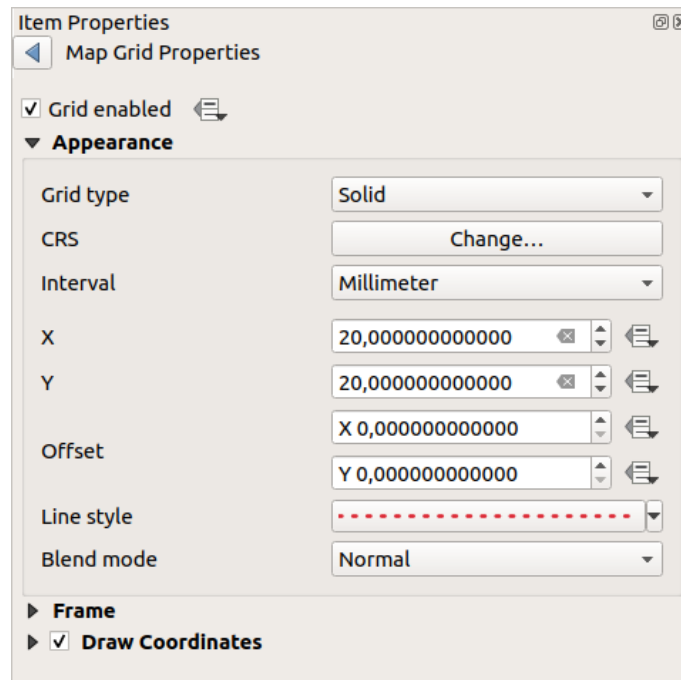 Item Properties
Map Grid Properties
Grid enabled
Appearance
Grid type Solid
CRS Change...
Interval Millimeter
X 20,000000000000
Y 20,000000000000
X 0,000000000000
Offset
Y 0,000000000000
Line style
Blend mode Normal
Frame
Draw Coordinates